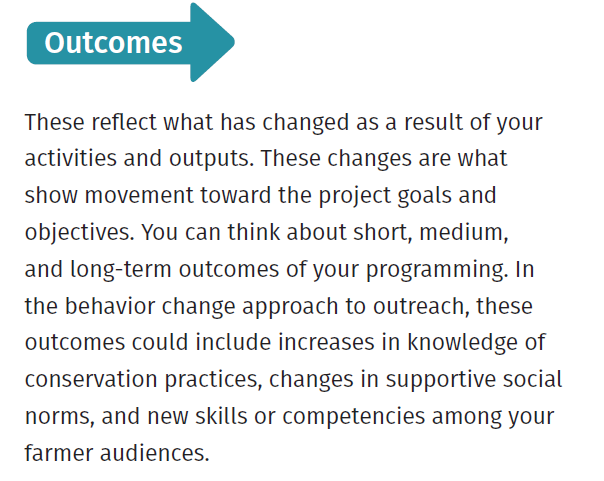 Outcomes
These reflect what has changed as a result of your
activities and outputs. These changes are what
show movement toward the project goals and
objectives. You can think about short, medium,
and long-term outcomes of your programming. In
the behavior change approach to outreach, these
outcomes could include increases in knowledge of
conservation practices, changes in supportive social
norms, and new skills or competencies among your
farmer audiences.